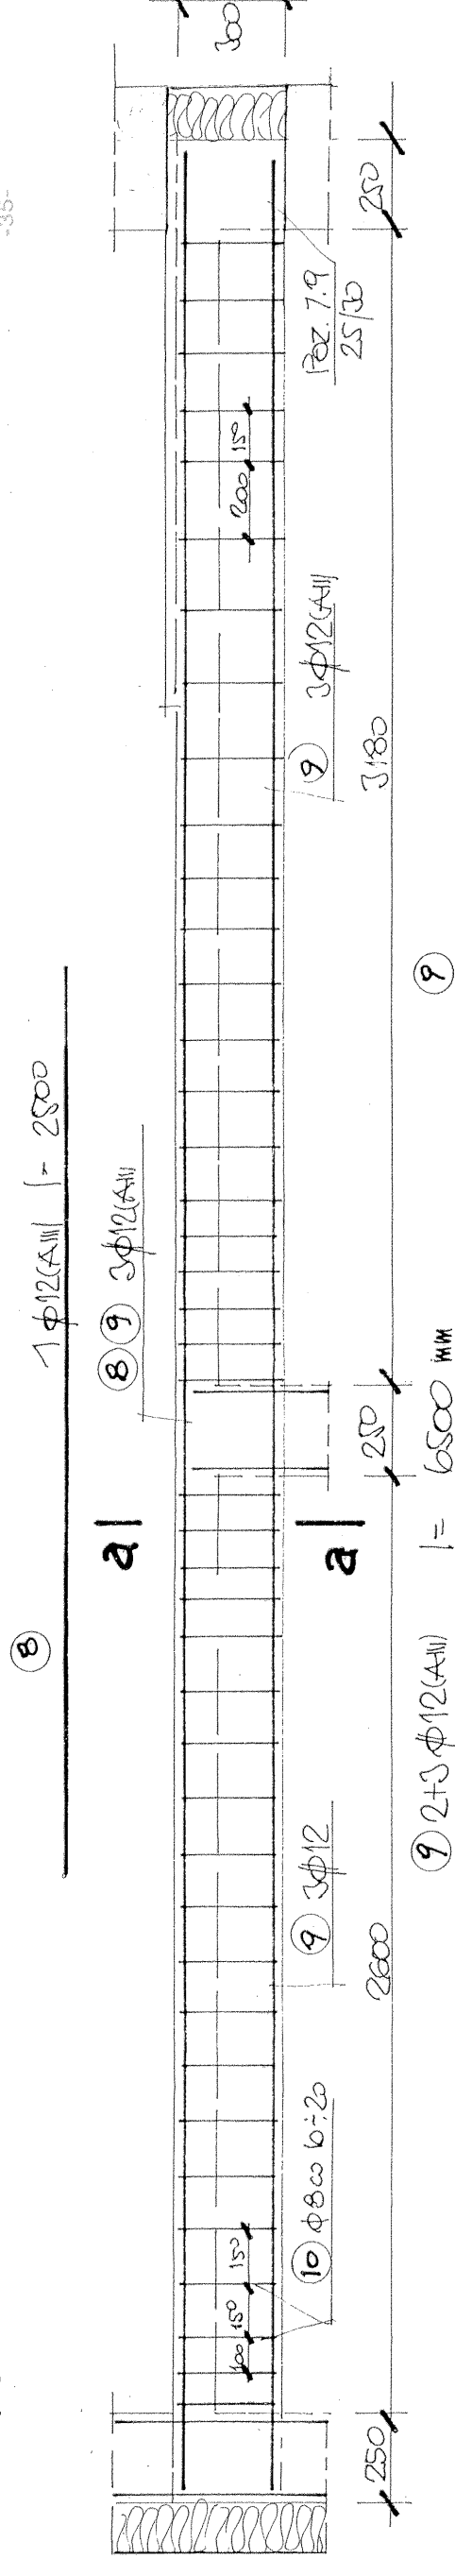 -35-
⑧
1 ϕ12(AIII) l- 2500
⑧ ⑨ 3ϕ12(AIII)
a
a
300
100 150 150
200 150
⑩ ϕ8co 10÷20
⑨ 3ϕ12
⑨ 3ϕ12(AIII)
Poz. 7.9
25/30
250 2600 250 3180 250
⑨ 2+3ϕ12(AIII) l= 6500 mm ⑨